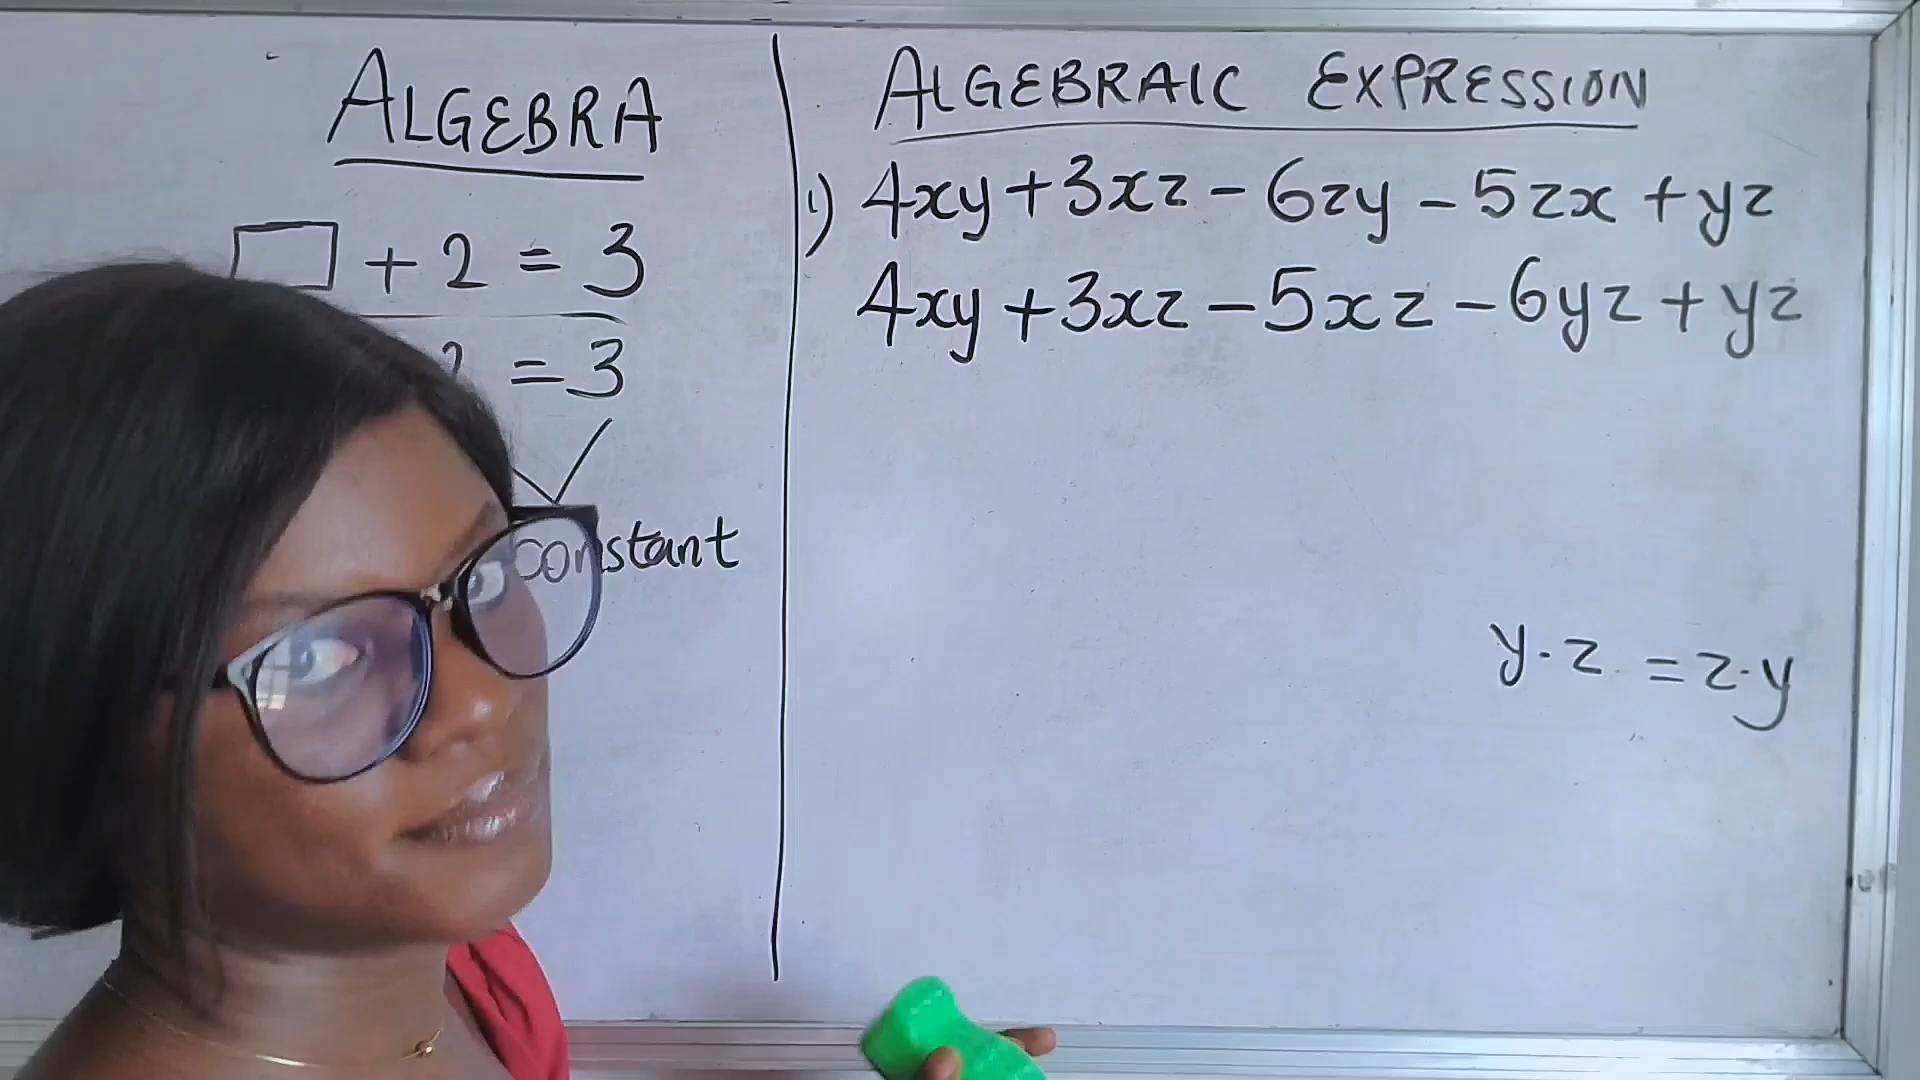 ALGEBRA
+ 2 = 3
= 3
constant
ALGEBRAIC EXPRESSION
1) 4xy + 3xz - 6zy - 5zx + yz
4xy + 3xz - 5xz - 6yz + yz
y·z = z·y